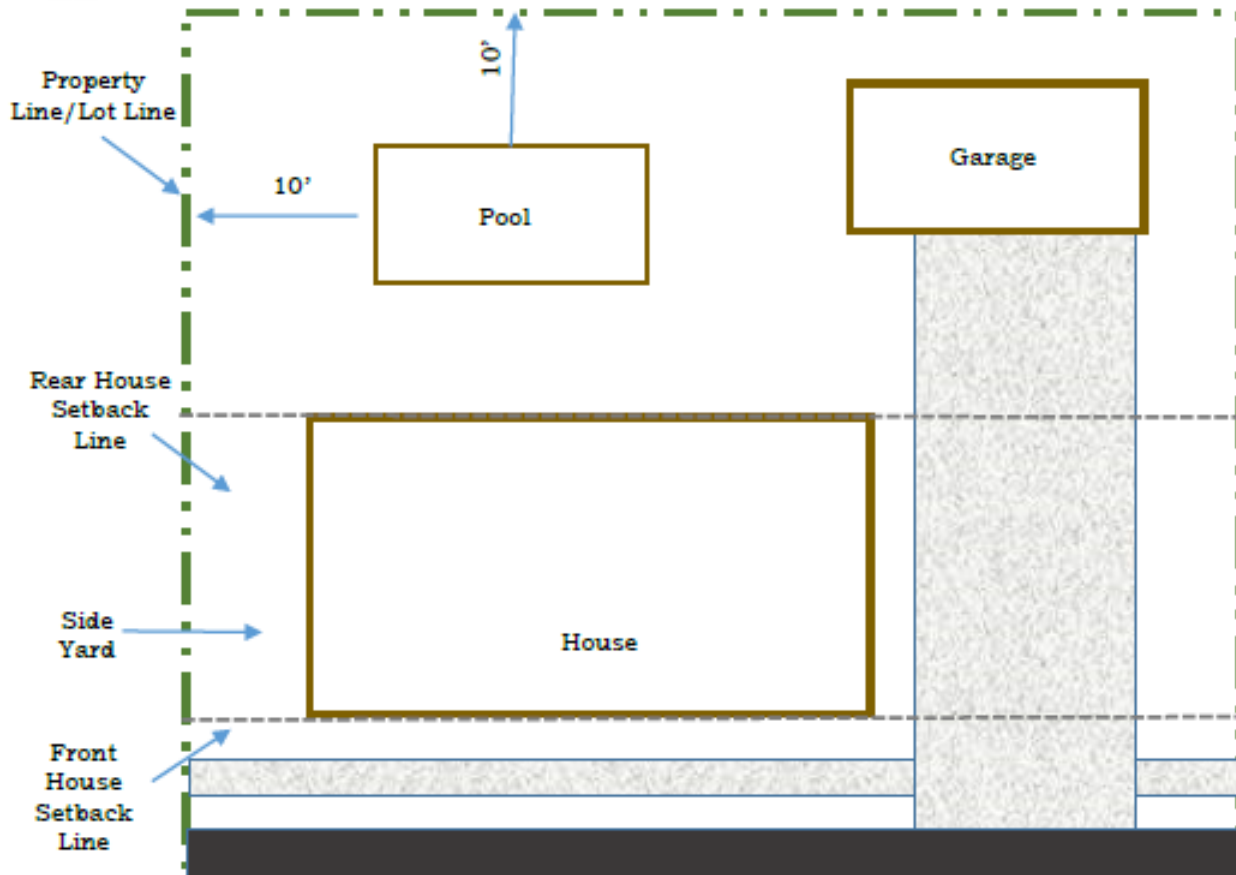 10’
Property
Line/Lot Line
Garage
10’
Pool
Rear House
Setback
Line
Side
Yard
House
Front
House
Setback
Line